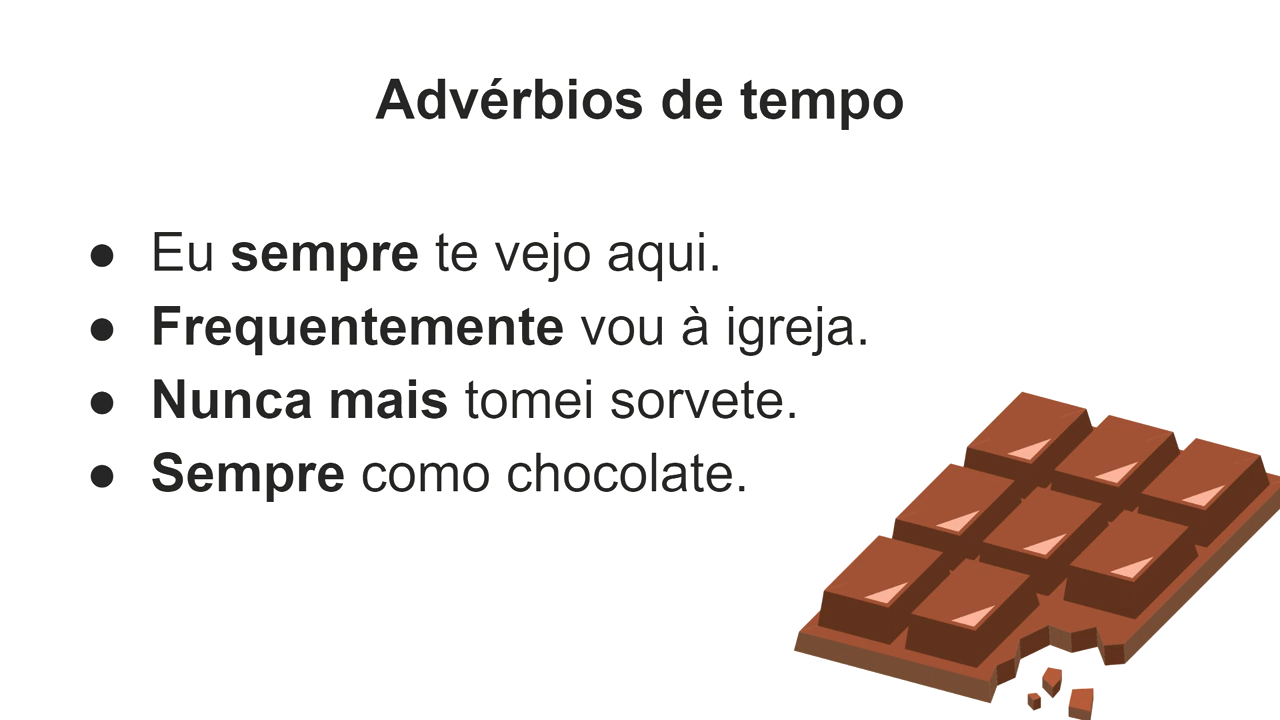 Advérbios de tempo
● Eu sempre te vejo aqui.
● Frequentemente vou à igreja.
● Nunca mais tomei sorvete.
● Sempre como chocolate.